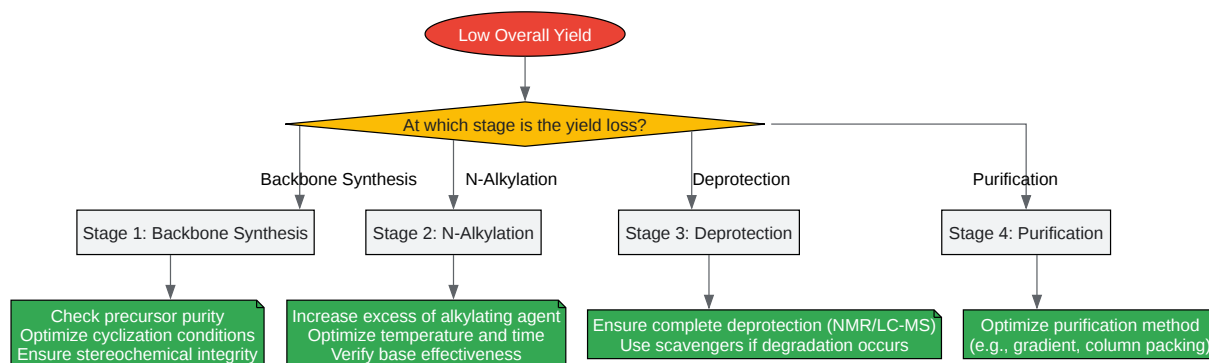 Low Overall Yield
At which stage is the yield loss?
Backbone Synthesis
N-Alkylation
Deprotection
Purification
Stage 1: Backbone Synthesis
Stage 2: N-Alkylation
Stage 3: Deprotection
Stage 4: Purification
Check precursor purity
Optimize cyclization conditions
Ensure stereochemical integrity
Increase excess of alkylating agent
Optimize temperature and time
Verify base effectiveness
Ensure complete deprotection (NMR/LC-MS)
Use scavengers if degradation occurs
Optimize purification method
(e.g., gradient, column packing)